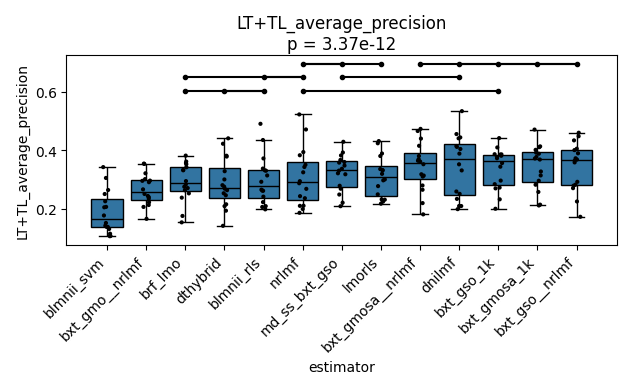 LT+TL_average_precision
p = 3.37e-12
LT+TL_average_precision
0.6
0.4
0.2
blmnii_svm
bxt_gmo__nrlmf
brf_lmo
dthybrid
blmnii_rls
nrlmf
md_ss_bxt_gso
lmorls
bxt_gmosa__nrlmf
dnilmf
bxt_gso_1k
bxt_gmosa_1k
bxt_gso__nrlmf
estimator